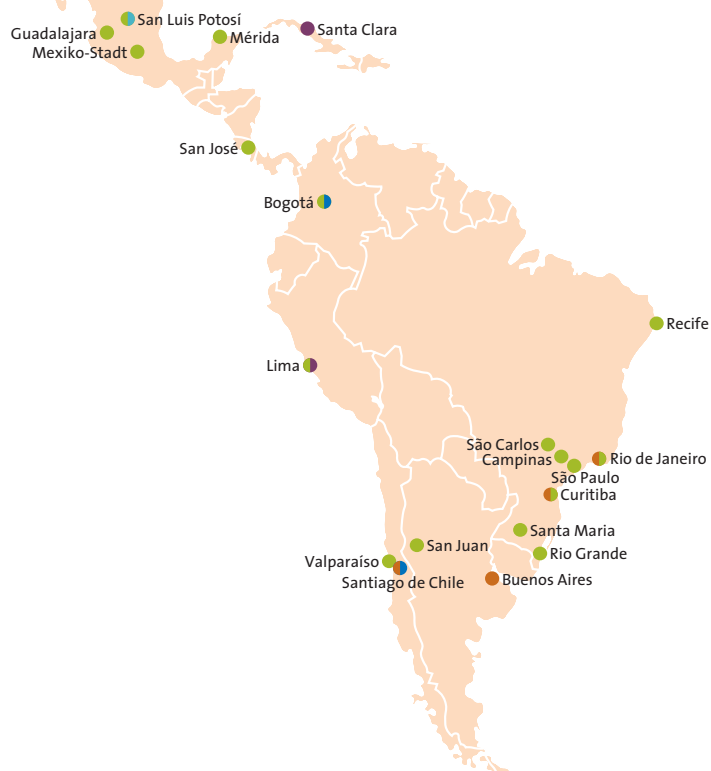 San Luis Potosí
Santa Clara
Guadalajara
Mérida
Mexiko-Stadt
San José
Bogotá
Recife
Lima
São Carlos
Campinas
Rio de Janeiro
São Paulo
Curitiba
Santa Maria
San Juan
Rio Grande
Valparaíso
Santiago de Chile
Buenos Aires